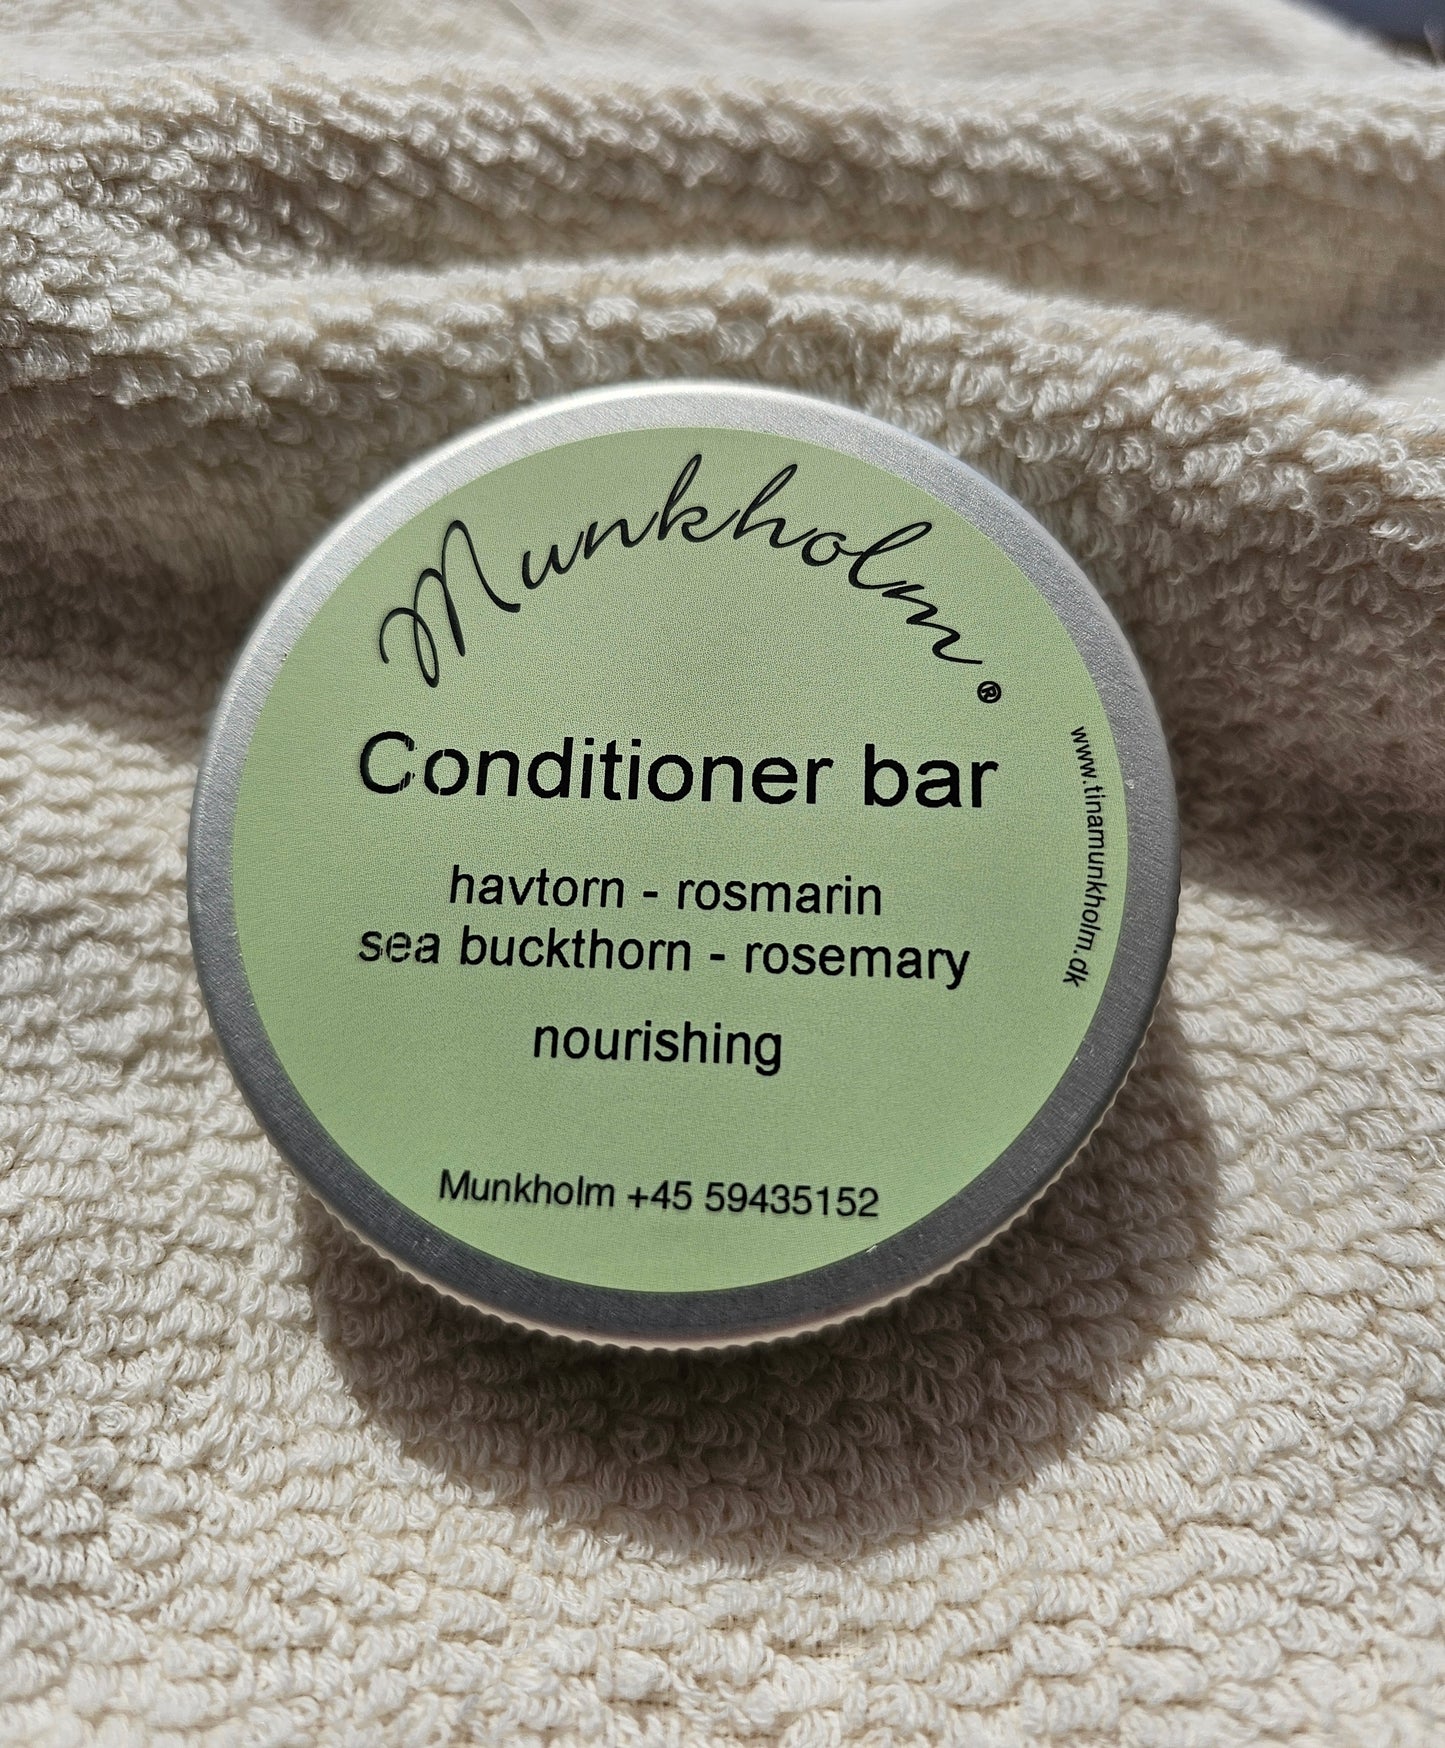 Munkholm®
Conditioner bar
havtorn - rosmarin
sea buckthorn - rosemary
nourishing
Munkholm +45 59435152
www.tinamunkholm.dk